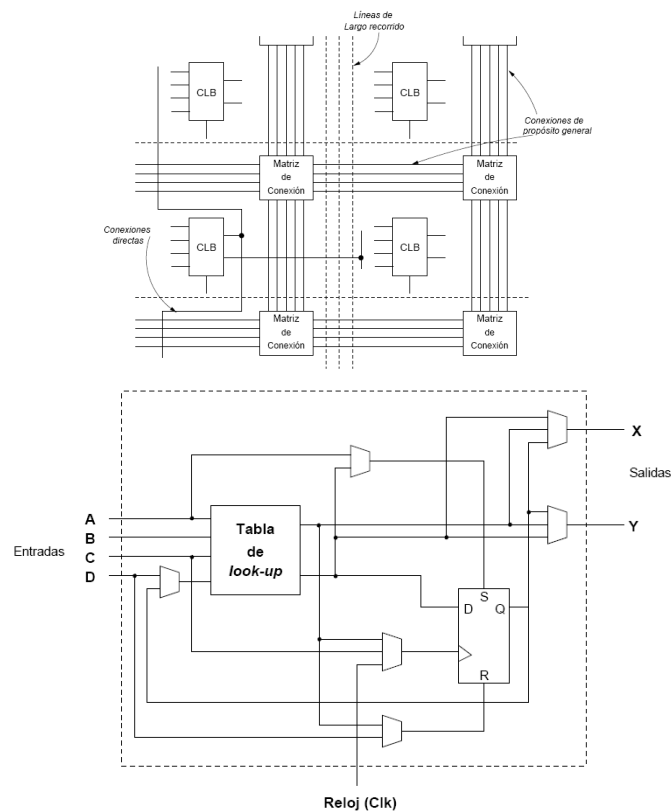 Líneas de
Largo recorrido
CLB
CLB
Conexiones de
propósito general
Matriz
de
Conexión
Matriz
de
Conexión
Conexiones
directas
CLB
CLB
Matriz
de
Conexión
Matriz
de
Conexión
X
Salidas
Y
A
B
C
D
Entradas
Tabla
de
look-up
S
D
Q
R
Reloj (Clk)